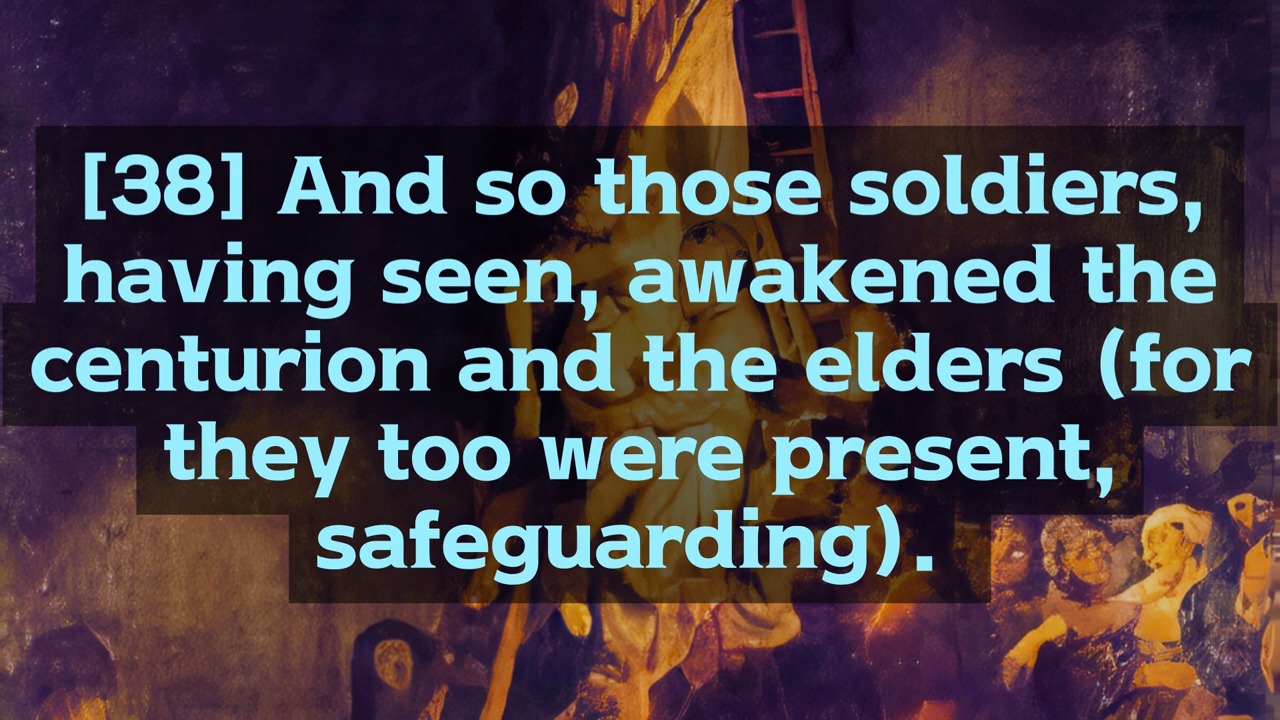 [38] And so those soldiers,
having seen, awakened the
centurion and the elders (for
they too were present,
safeguarding).